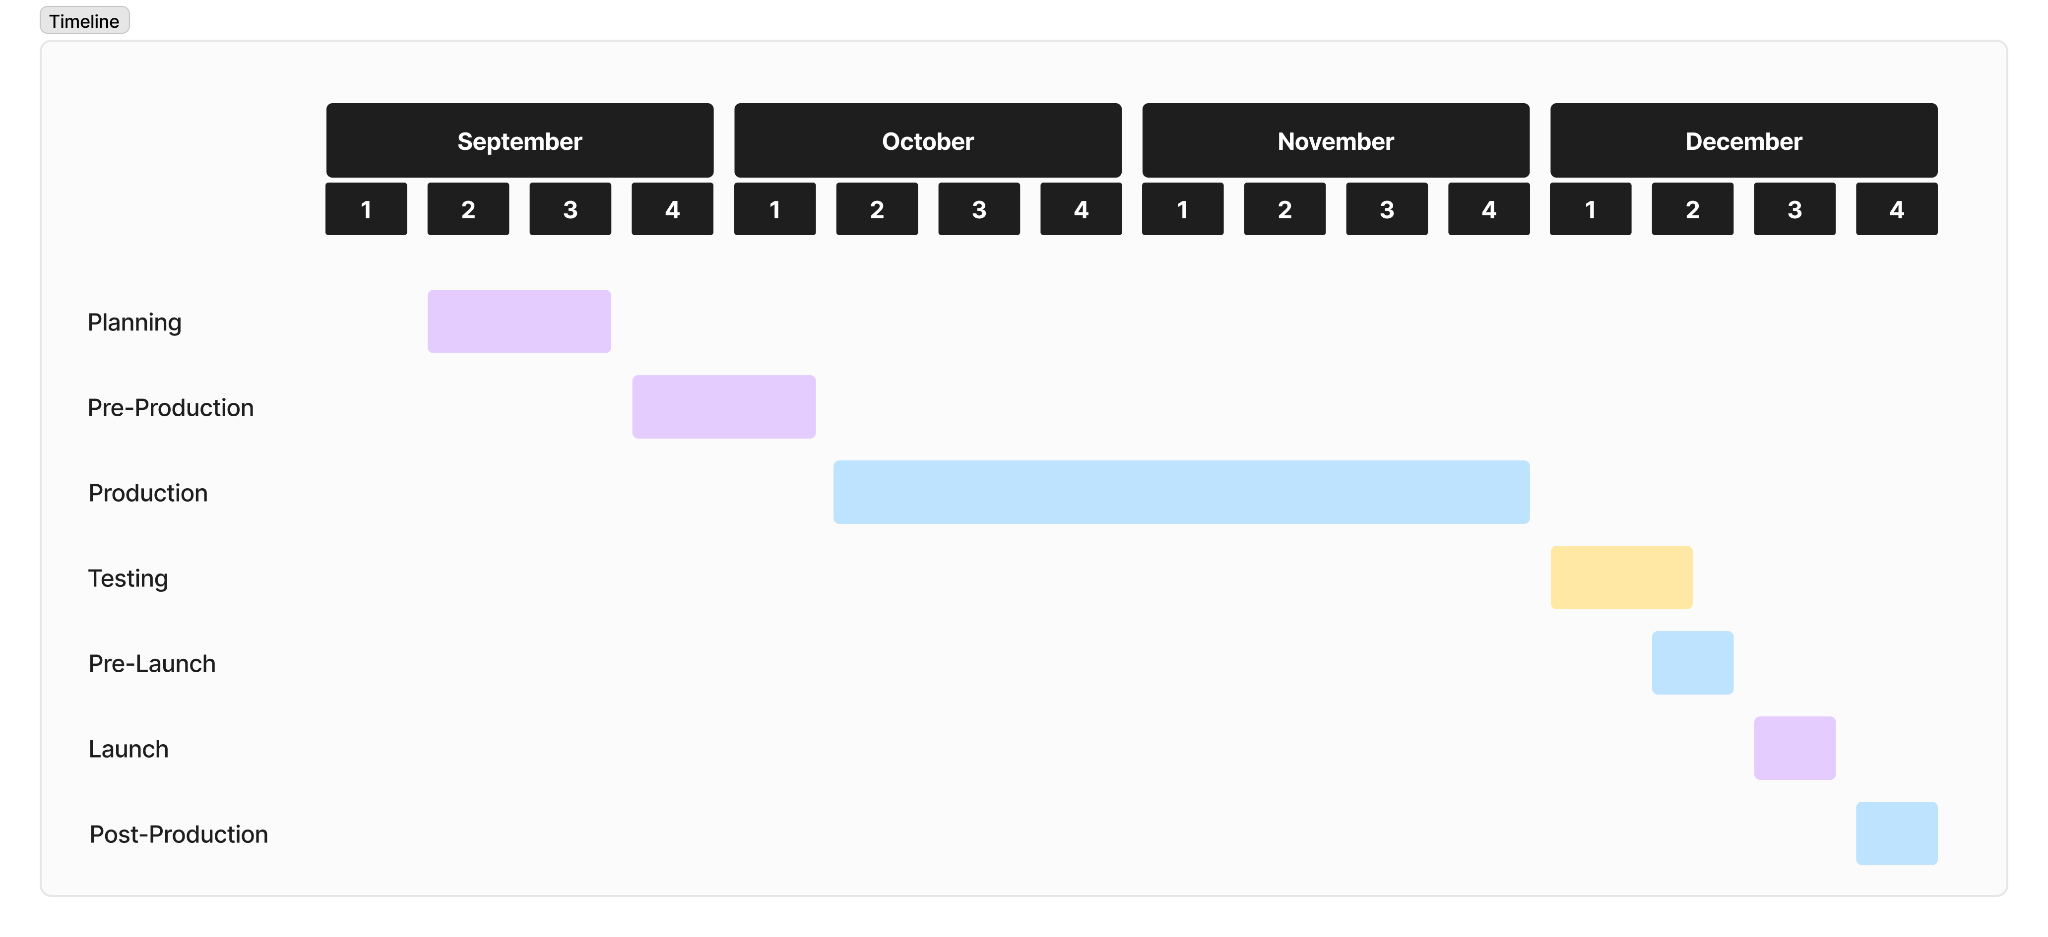 Timeline
September October November December
1 2 3 4 1 2 3 4 1 2 3 4 1 2 3 4
Planning
Pre-Production
Production
Testing
Pre-Launch
Launch
Post-Production